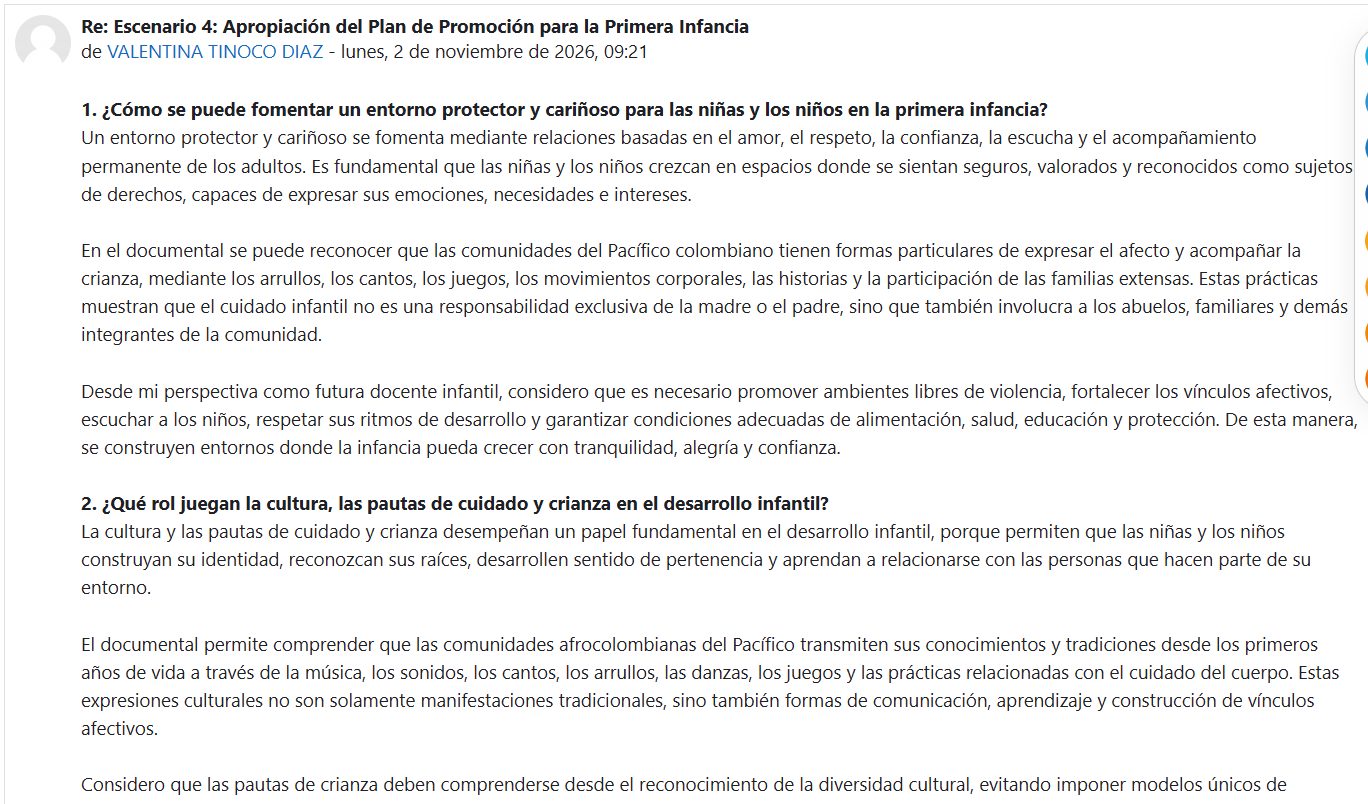 Re: Escenario 4: Apropiación del Plan de Promoción para la Primera Infancia
de VALENTINA TINOCO DIAZ - lunes, 2 de noviembre de 2026, 09:21
1. ¿Cómo se puede fomentar un entorno protector y cariñoso para las niñas y los niños en la primera infancia?
Un entorno protector y cariñoso se fomenta mediante relaciones basadas en el amor, el respeto, la confianza, la escucha y el acompañamiento
permanente de los adultos. Es fundamental que las niñas y los niños crezcan en espacios donde se sientan seguros, valorados y reconocidos como sujetos
de derechos, capaces de expresar sus emociones, necesidades e intereses.
En el documental se puede reconocer que las comunidades del Pacífico colombiano tienen formas particulares de expresar el afecto y acompañar la
crianza, mediante los arrullos, los cantos, los juegos, los movimientos corporales, las historias y la participación de las familias extensas. Estas prácticas
muestran que el cuidado infantil no es una responsabilidad exclusiva de la madre o el padre, sino que también involucra a los abuelos, familiares y demás
integrantes de la comunidad.
Desde mi perspectiva como futura docente infantil, considero que es necesario promover ambientes libres de violencia, fortalecer los vínculos afectivos,
escuchar a los niños, respetar sus ritmos de desarrollo y garantizar condiciones adecuadas de alimentación, salud, educación y protección. De esta manera,
se construyen entornos donde la infancia pueda crecer con tranquilidad, alegría y confianza.
2. ¿Qué rol juegan la cultura, las pautas de cuidado y crianza en el desarrollo infantil?
La cultura y las pautas de cuidado y crianza desempeñan un papel fundamental en el desarrollo infantil, porque permiten que las niñas y los niños
construyan su identidad, reconozcan sus raíces, desarrollen sentido de pertenencia y aprendan a relacionarse con las personas que hacen parte de su
entorno.
El documental permite comprender que las comunidades afrocolombianas del Pacífico transmiten sus conocimientos y tradiciones desde los primeros
años de vida a través de la música, los sonidos, los cantos, los arrullos, las danzas, los juegos y las prácticas relacionadas con el cuidado del cuerpo. Estas
expresiones culturales no son solamente manifestaciones tradicionales, sino también formas de comunicación, aprendizaje y construcción de vínculos
afectivos.
Considero que las pautas de crianza deben comprenderse desde el reconocimiento de la diversidad cultural, evitando imponer modelos únicos de